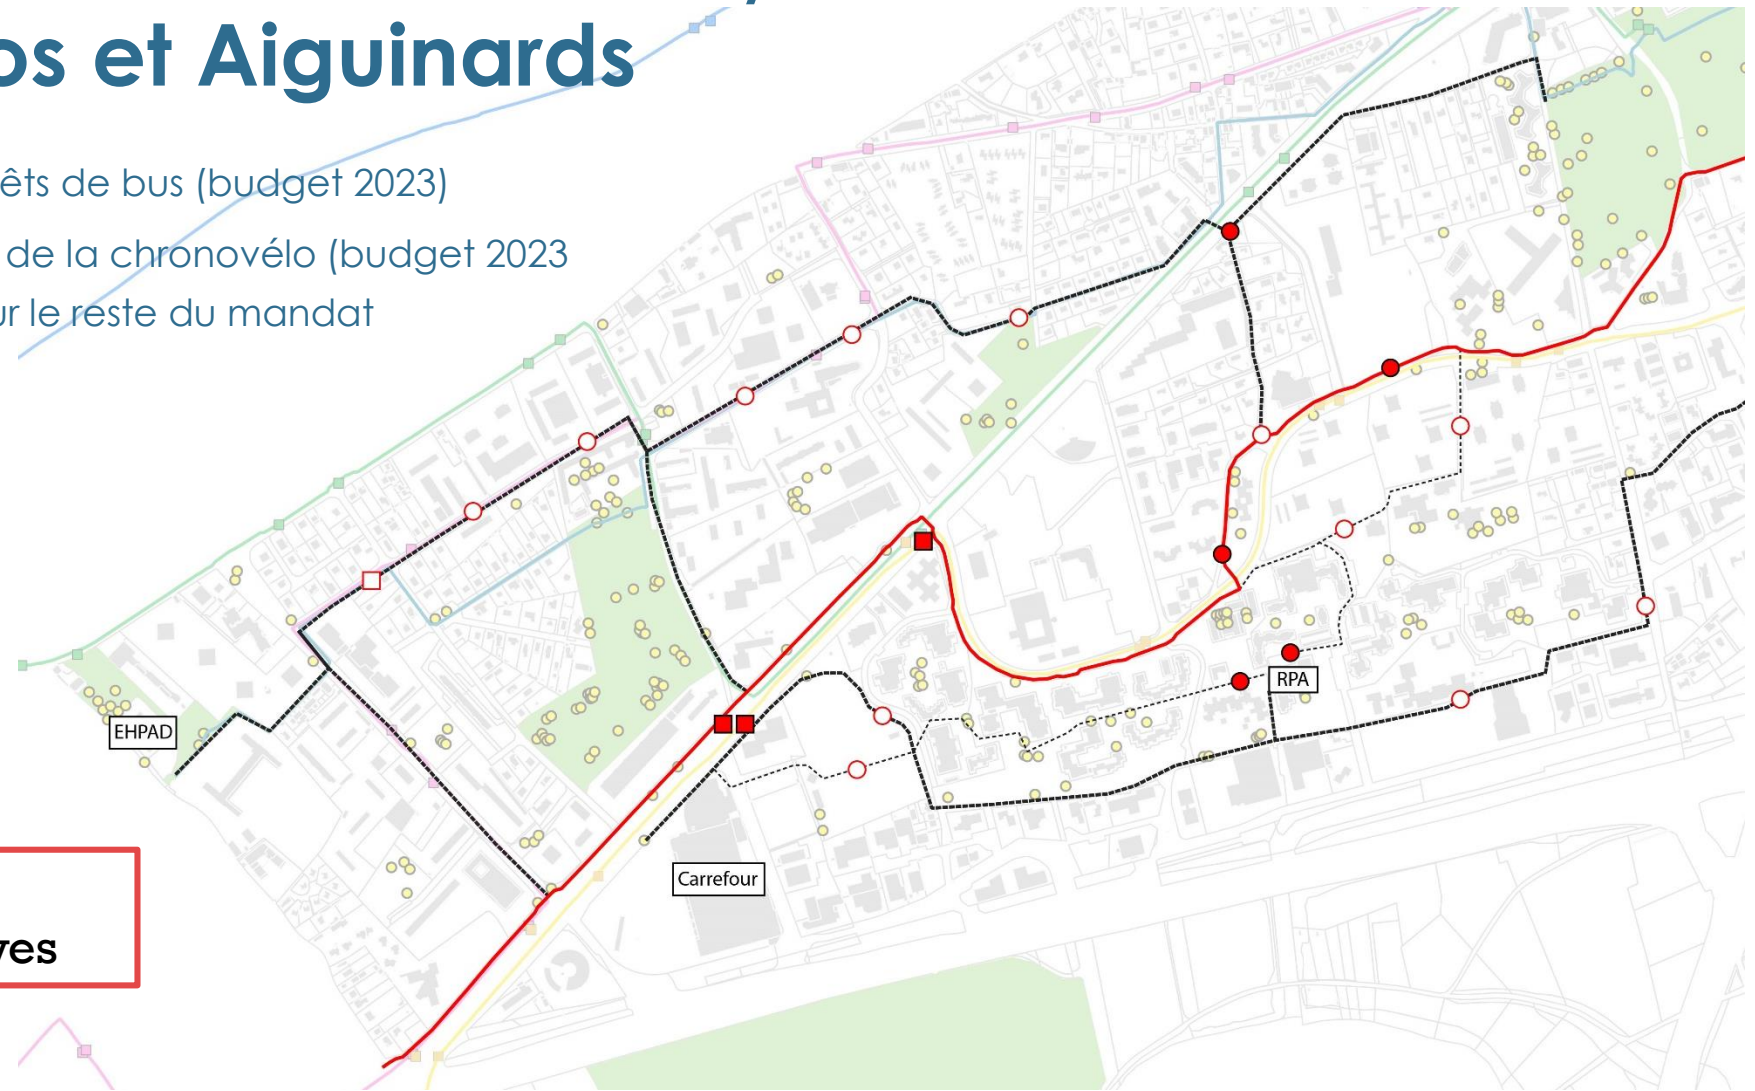 os et Aiguinards
êts de bus (budget 2023)
de la chronovélo (budget 2023
ur le reste du mandat
RPA
EHPAD
Carrefour
ves